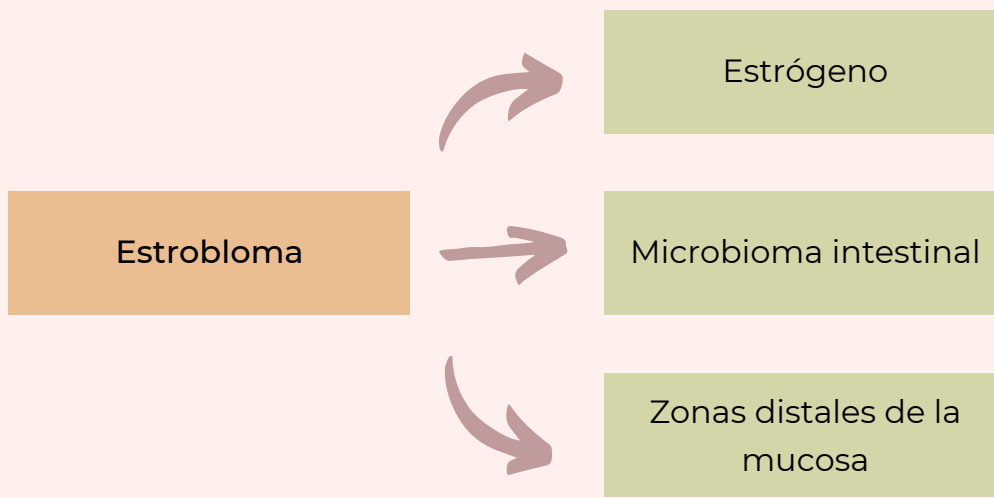 Estrógeno
Estrobloma
Microbioma intestinal
Zonas distales de la
mucosa